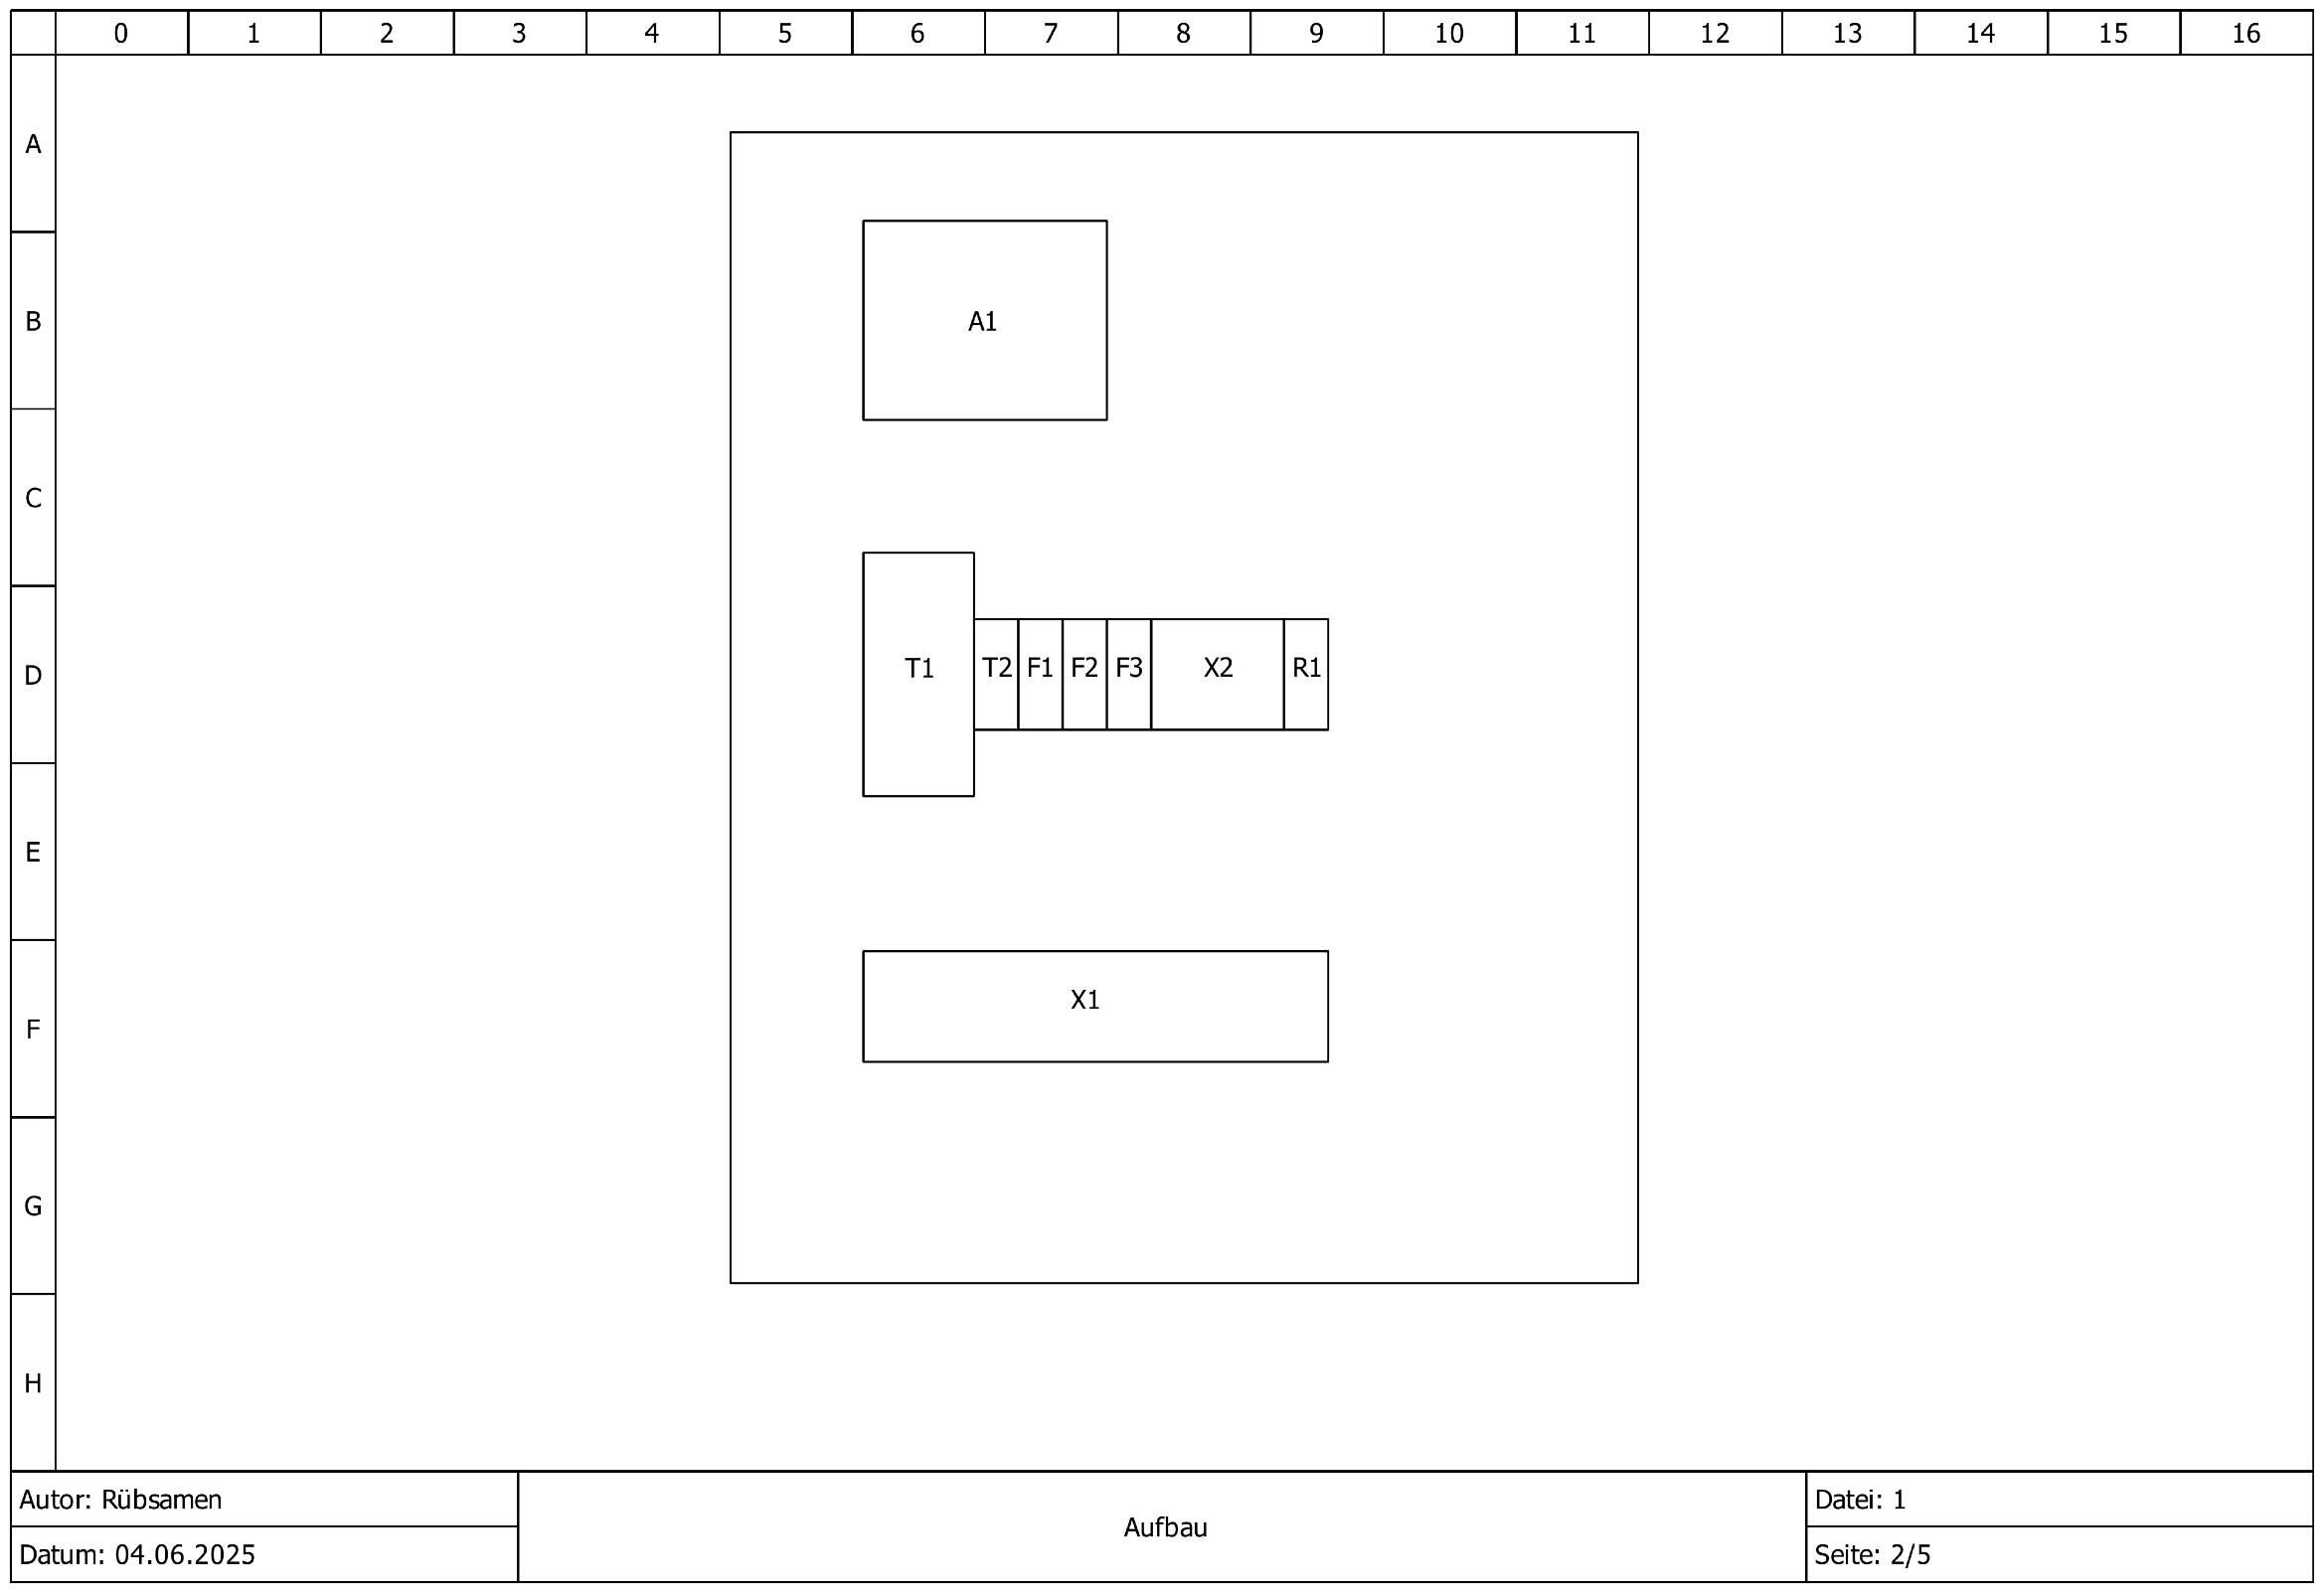 0 1 2 3 4 5 6 7 8 9 10 11 12 13 14 15 16
A
B
A1
C
D
T1 T2 F1 F2 F3 X2 R1
E
F
X1
G
H
Autor: Rübsamen
Datum: 04.06.2025
Aufbau
Datei: 1
Seite: 2/5